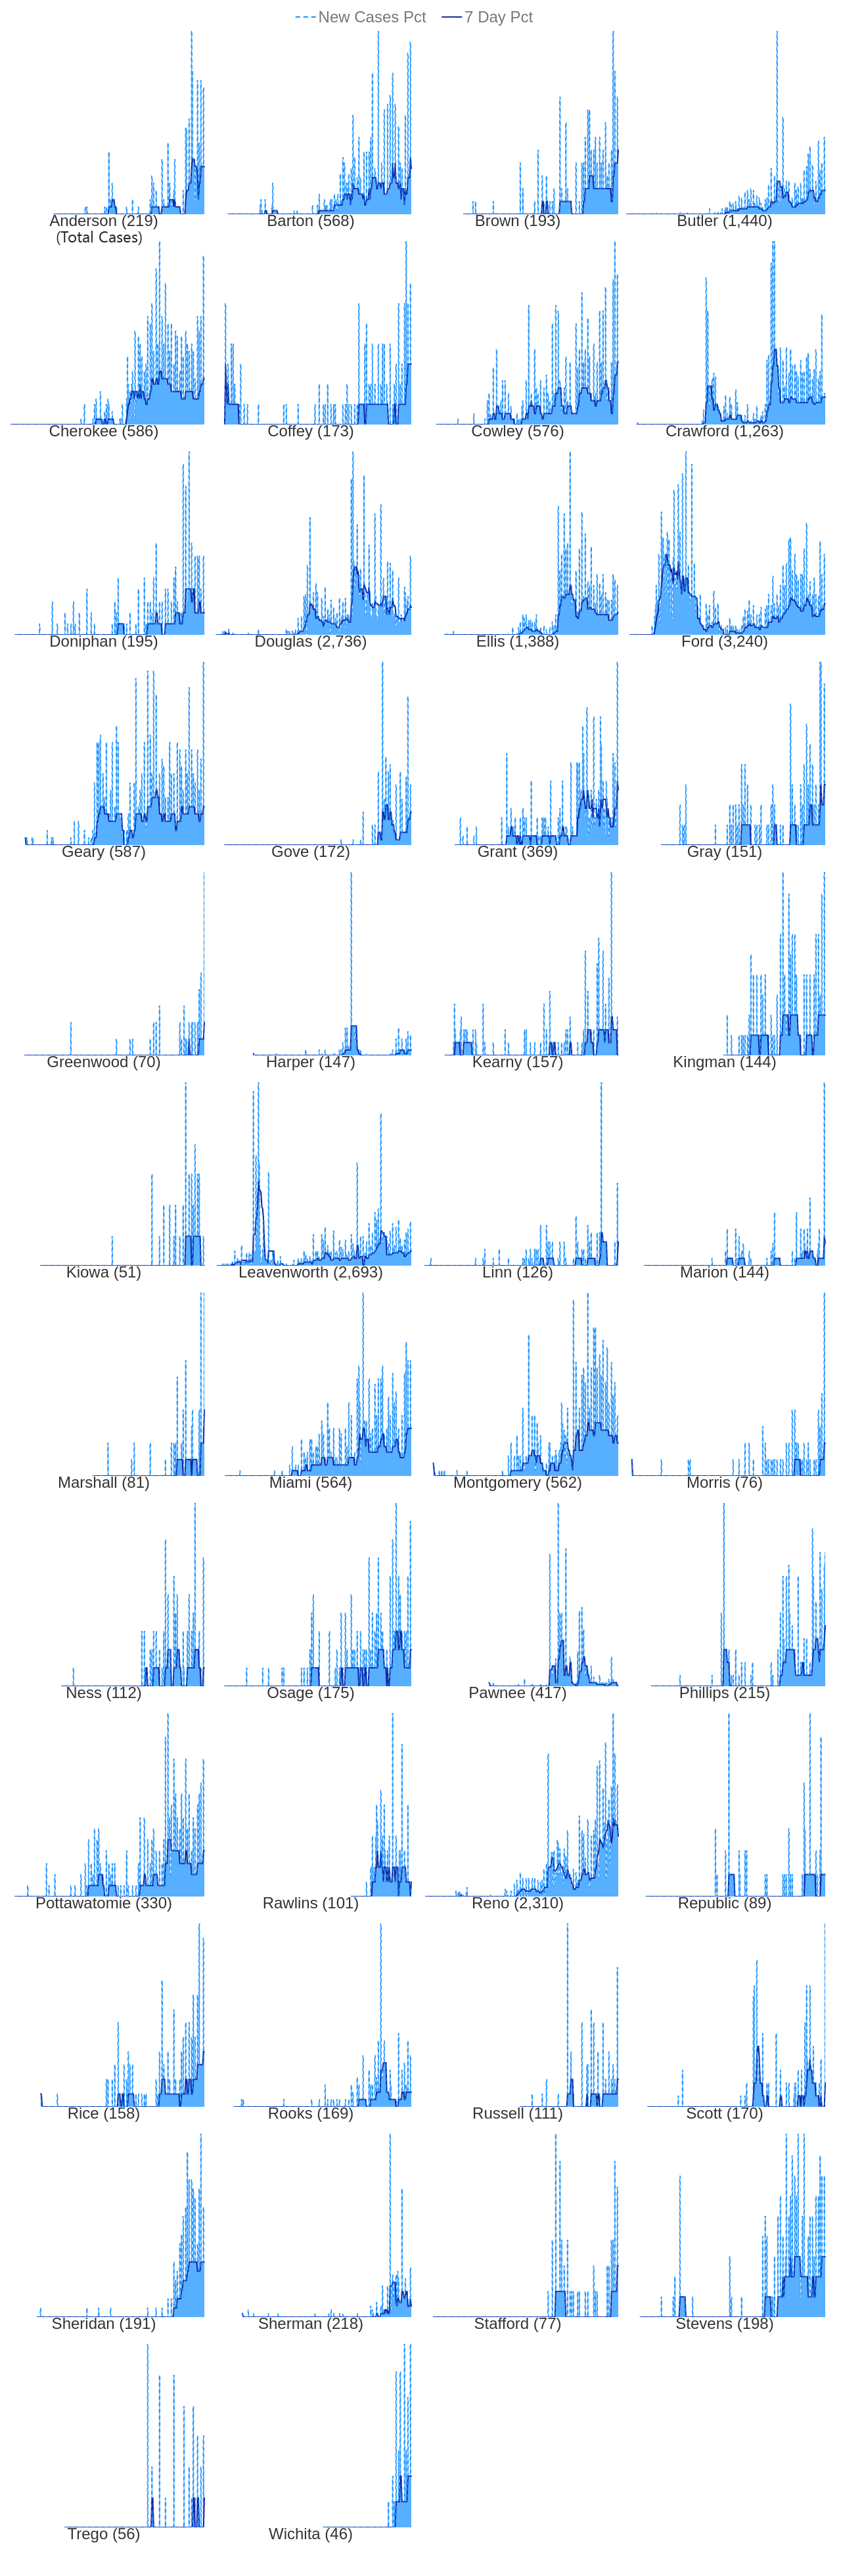 New Cases Pct 7 Day Pct
Anderson (219) Barton (568) Brown (193) Butler (1,440)
(Total Cases)
Cherokee (586) Coffey (173) Cowley (576) Crawford (1,263)
Doniphan (195) Douglas (2,736) Ellis (1,388) Ford (3,240)
Geary (587) Gove (172) Grant (369) Gray (151)
Greenwood (70) Harper (147) Kearny (157) Kingman (144)
Kiowa (51) Leavenworth (2,693) Linn (126) Marion (144)
Marshall (81) Miami (564) Montgomery (562) Morris (76)
Ness (112) Osage (175) Pawnee (417) Phillips (215)
Pottawatomie (330) Rawlins (101) Reno (2,310) Republic (89)
Rice (158) Rooks (169) Russell (111) Scott (170)
Sheridan (191) Sherman (218) Stafford (77) Stevens (198)
Trego (56) Wichita (46)